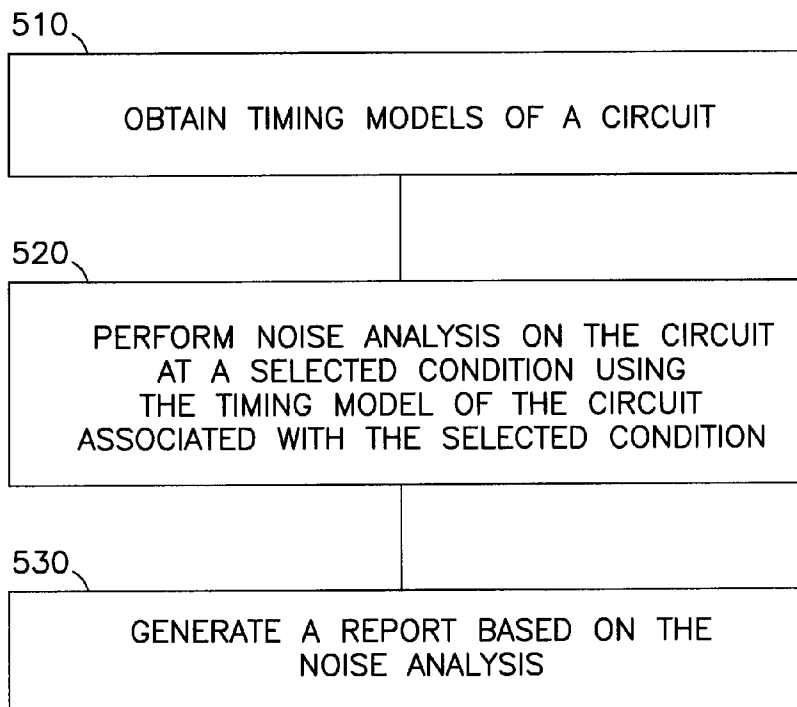 510
OBTAIN TIMING MODELS OF A CIRCUIT
520
PERFORM NOISE ANALYSIS ON THE CIRCUIT
AT A SELECTED CONDITION USING
THE TIMING MODEL OF THE CIRCUIT
ASSOCIATED WITH THE SELECTED CONDITION
530
GENERATE A REPORT BASED ON THE
NOISE ANALYSIS